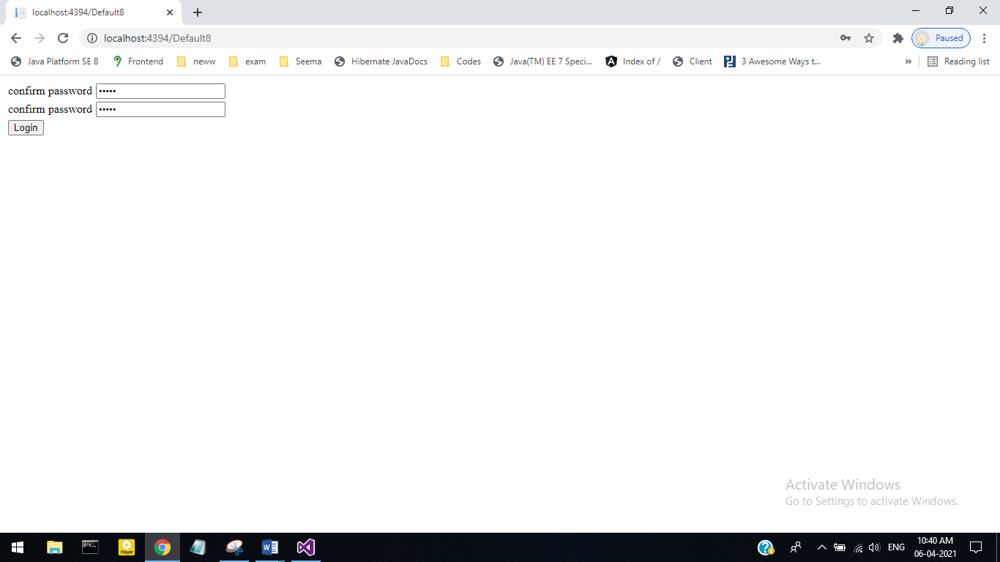 localhost:4394/Default8
localhost:4394/Default8
Paused
Java Platform SE 8
Frontend
neww
exam
Seema
Hibernate JavaDocs
Codes
Java(TM) EE 7 Speci...
Index of /
Client
3 Awesome Ways t...
»
Reading list
confirm password •••••
confirm password •••••
Login
Activate Windows
Go to Settings to activate Windows.
Player
ENG
10:40 AM
06-04-2021